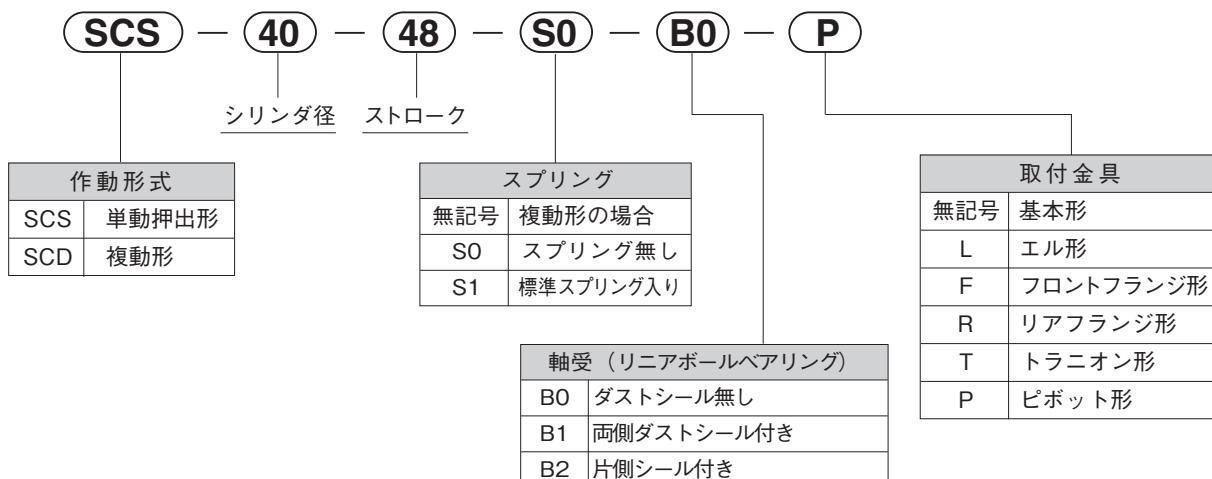 SCS — 40 — 48 — S0 — B0 — P
シリンダ径 ストローク
作動形式
SCS 単動押出形
SCD 複動形
スプリング
無記号 複動形の場合
S0 スプリング無し
S1 標準スプリング入り
軸受（リニアボールベアリング）
B0 ダストシール無し
B1 両側ダストシール付き
B2 片側シール付き
取付金具
無記号 基本形
L エル形
F フロントフランジ形
R リアフランジ形
T トラニオン形
P ピボット形